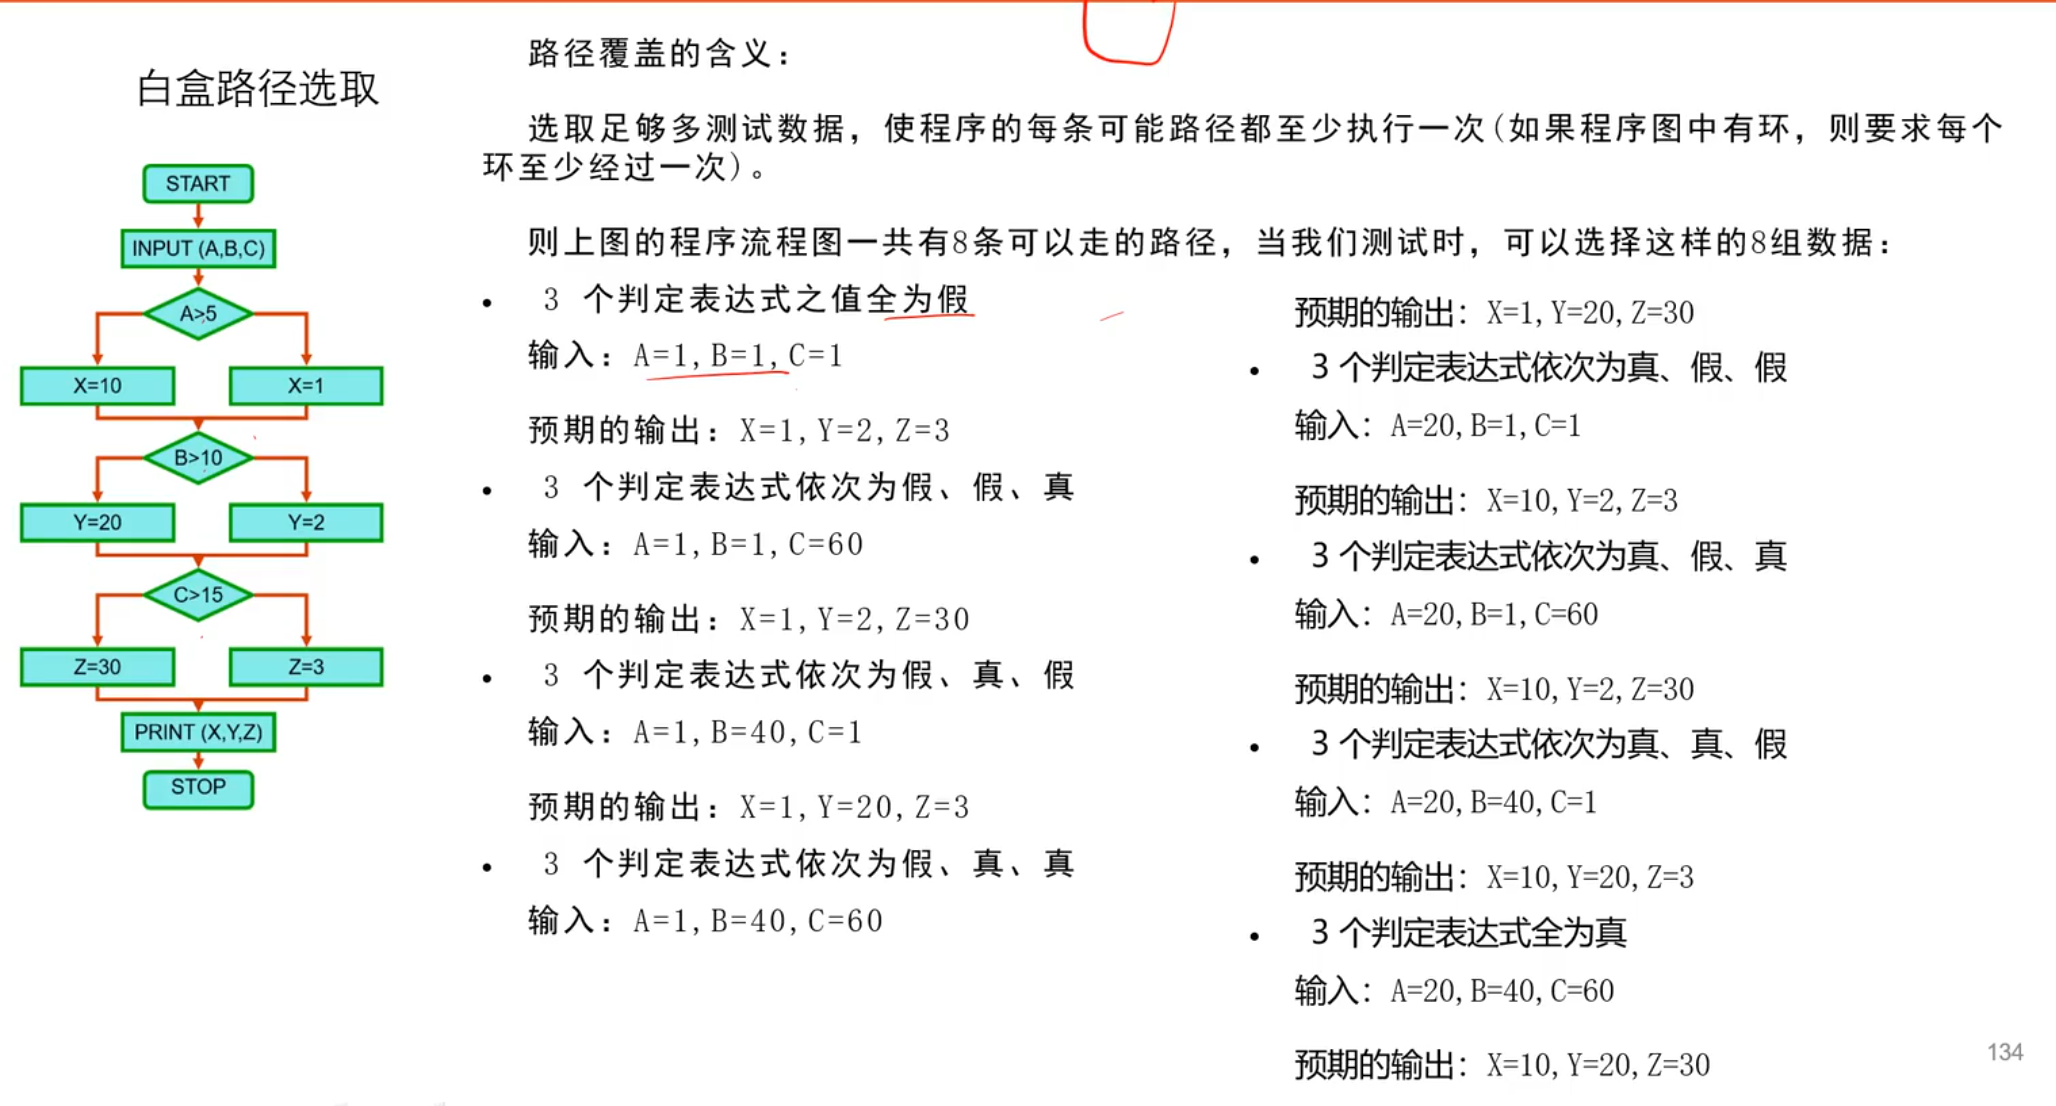 白盒路径选取
START
INPUT (A,B,C)
A>5
X=10
X=1
B>10
Y=20
Y=2
C>15
Z=30
Z=3
PRINT (X,Y,Z)
STOP
路径覆盖的含义：
选取足够多测试数据，使程序的每条可能路径都至少执行一次(如果程序图中有环，则要求每个
环至少经过一次)。
则上图的程序流程图一共有8条可以走的路径，当我们测试时，可以选择这样的8组数据：
• 3 个判定表达式之值全为假
输入：A=1,B=1,C=1
预期的输出：X=1,Y=2,Z=3
• 3 个判定表达式依次为假、假、真
输入：A=1,B=1,C=60
预期的输出：X=1,Y=2,Z=30
• 3 个判定表达式依次为假、真、假
输入：A=1,B=40,C=1
预期的输出：X=1,Y=20,Z=3
• 3 个判定表达式依次为假、真、真
输入：A=1,B=40,C=60
预期的输出：X=1,Y=20,Z=30
• 3 个判定表达式依次为真、假、假
输入：A=20,B=1,C=1
预期的输出：X=10,Y=2,Z=3
• 3 个判定表达式依次为真、假、真
输入：A=20,B=1,C=60
预期的输出：X=10,Y=2,Z=30
• 3 个判定表达式依次为真、真、假
输入：A=20,B=40,C=1
预期的输出：X=10,Y=20,Z=3
• 3 个判定表达式全为真
输入：A=20,B=40,C=60
预期的输出：X=10,Y=20,Z=30
134